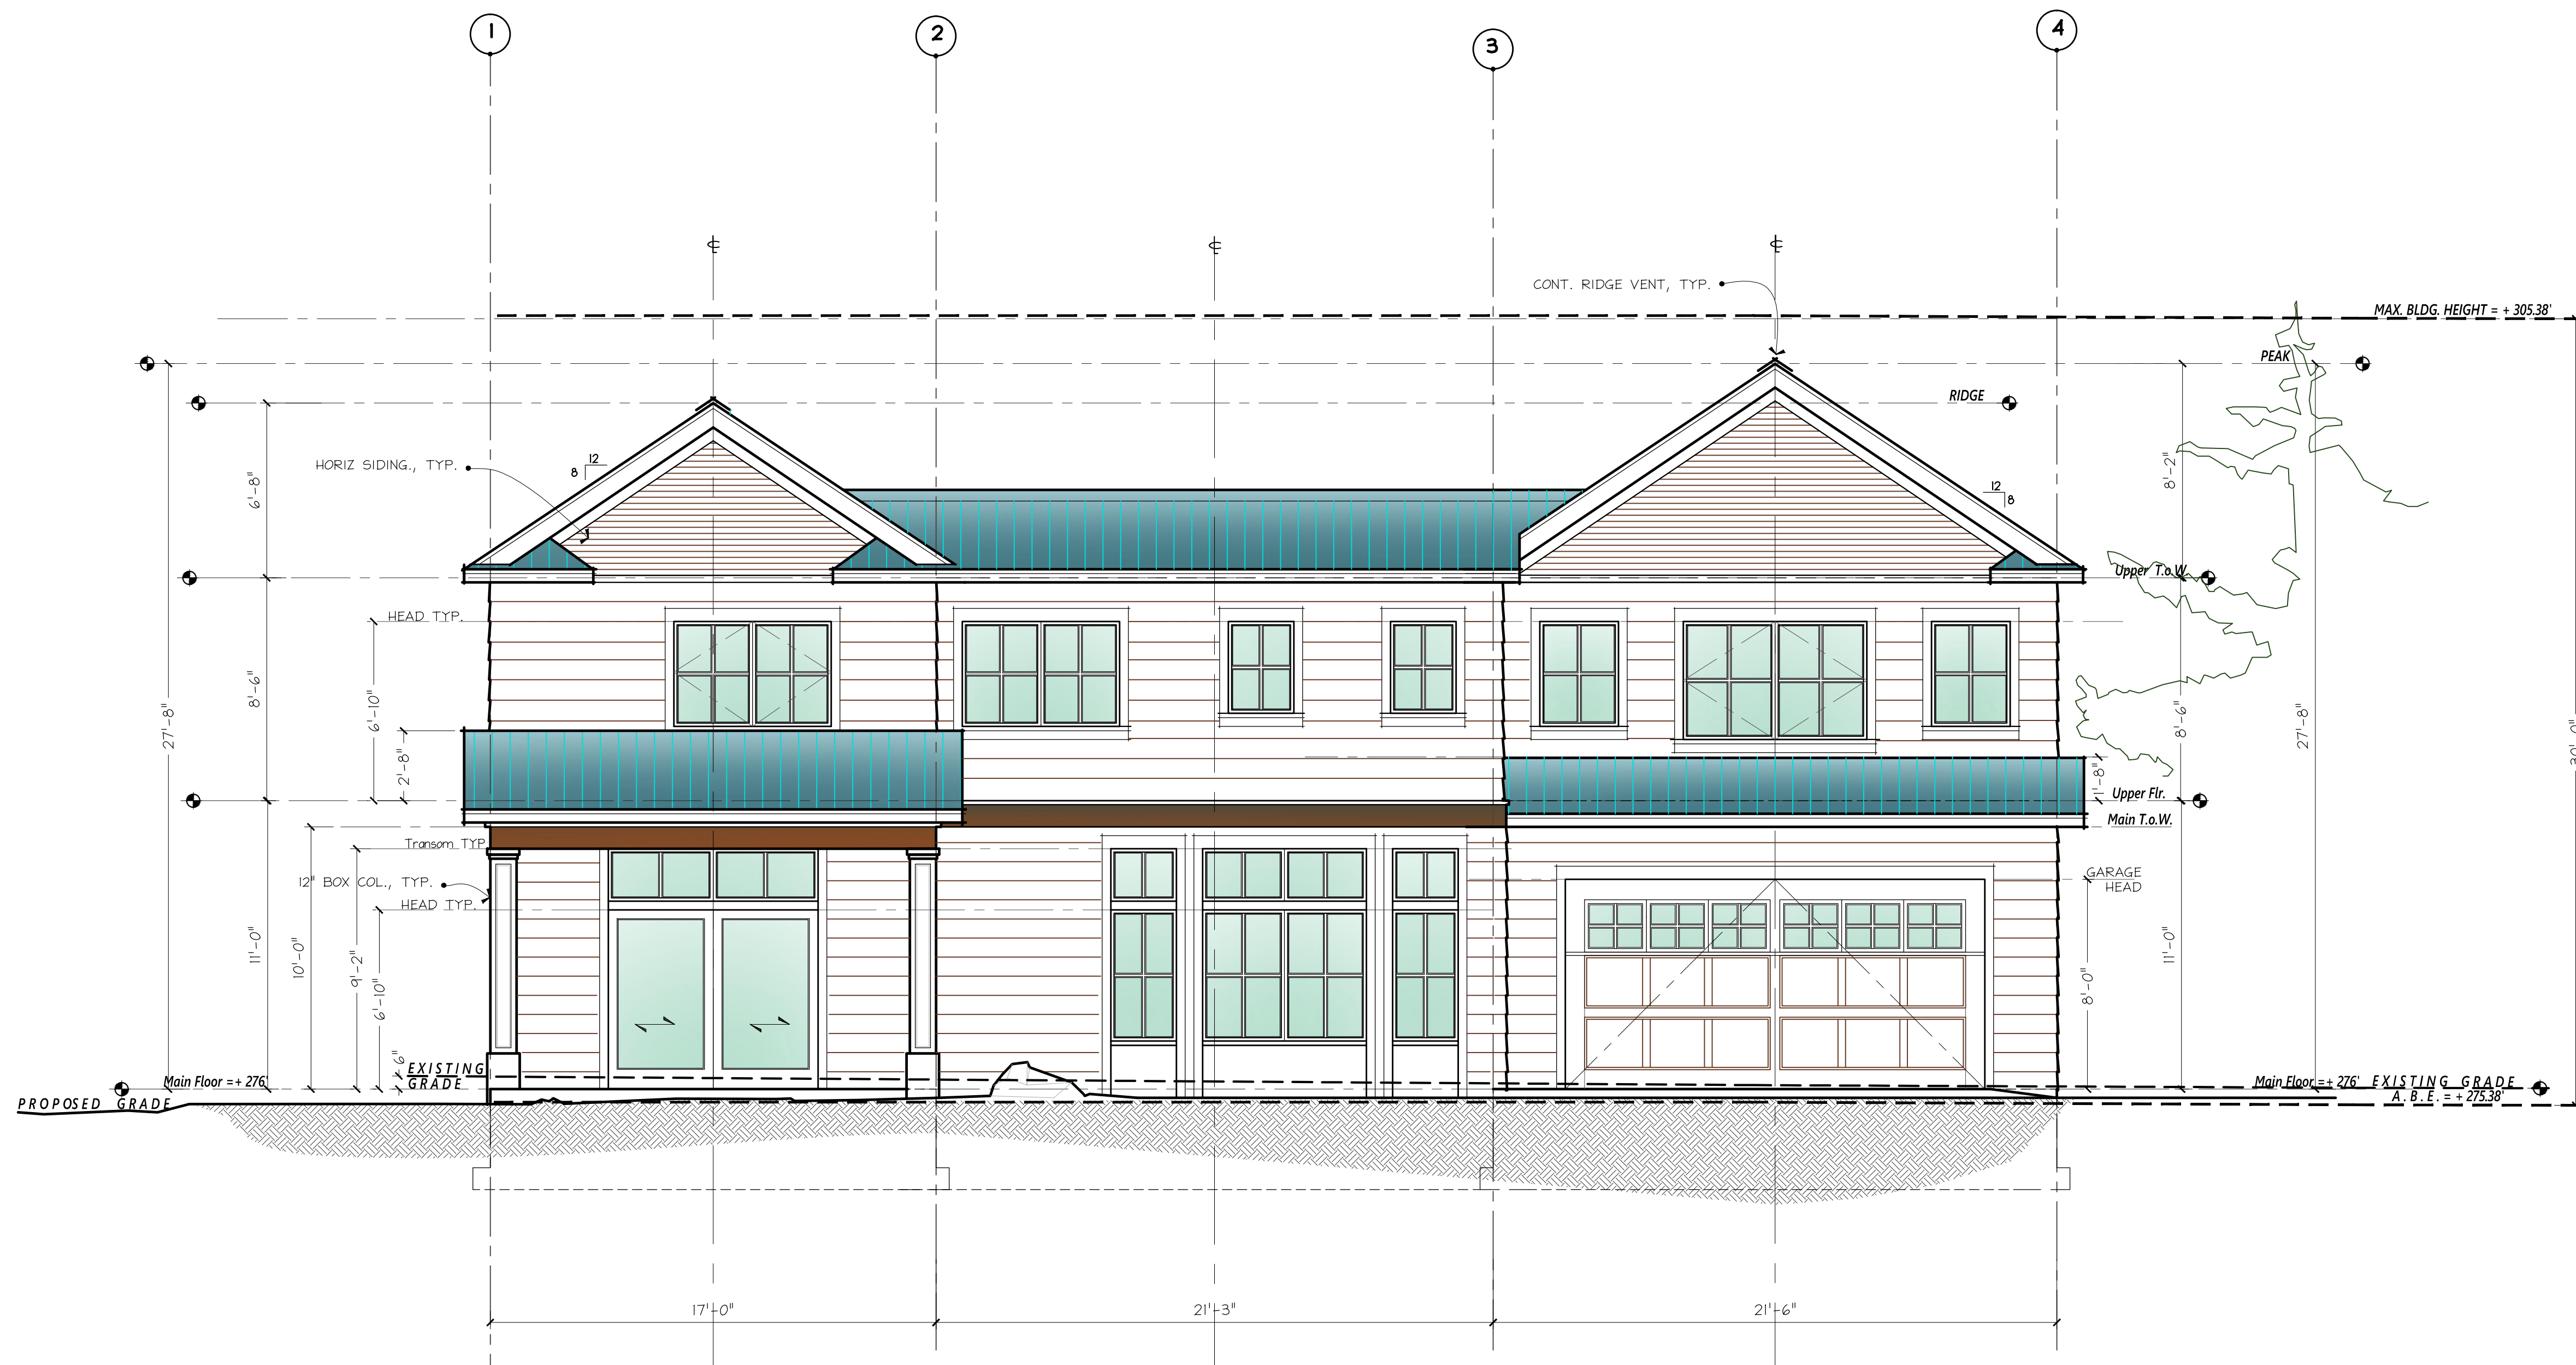 1
2
3
4
CONT. RIDGE VENT, TYP.
MAX. BLDG. HEIGHT = + 305.38'
PEAK
RIDGE
HORIZ SIDING., TYP.
12
8
12
8
6'-8"
8'-2"
Upper T.o.W.
HEAD TYP.
8'-6"
6'-10"
27'-8"
2'-8"
8'-6"
27'-8"
30'-0"
1'-8"
Upper Flr.
Main T.o.W.
Transom TYP
12" BOX COL., TYP.
HEAD TYP.
GARAGE
HEAD
11'-0"
10'-0"
9'-2"
6'-10"
6"
8'-0"
11'-0"
EXISTING
GRADE
Main Floor =+ 276'
PROPOSED GRADE
Main Floor =+ 276' EXISTING GRADE
A.B.E. = + 275.38'
17'-0"
21'-3"
21'-6"